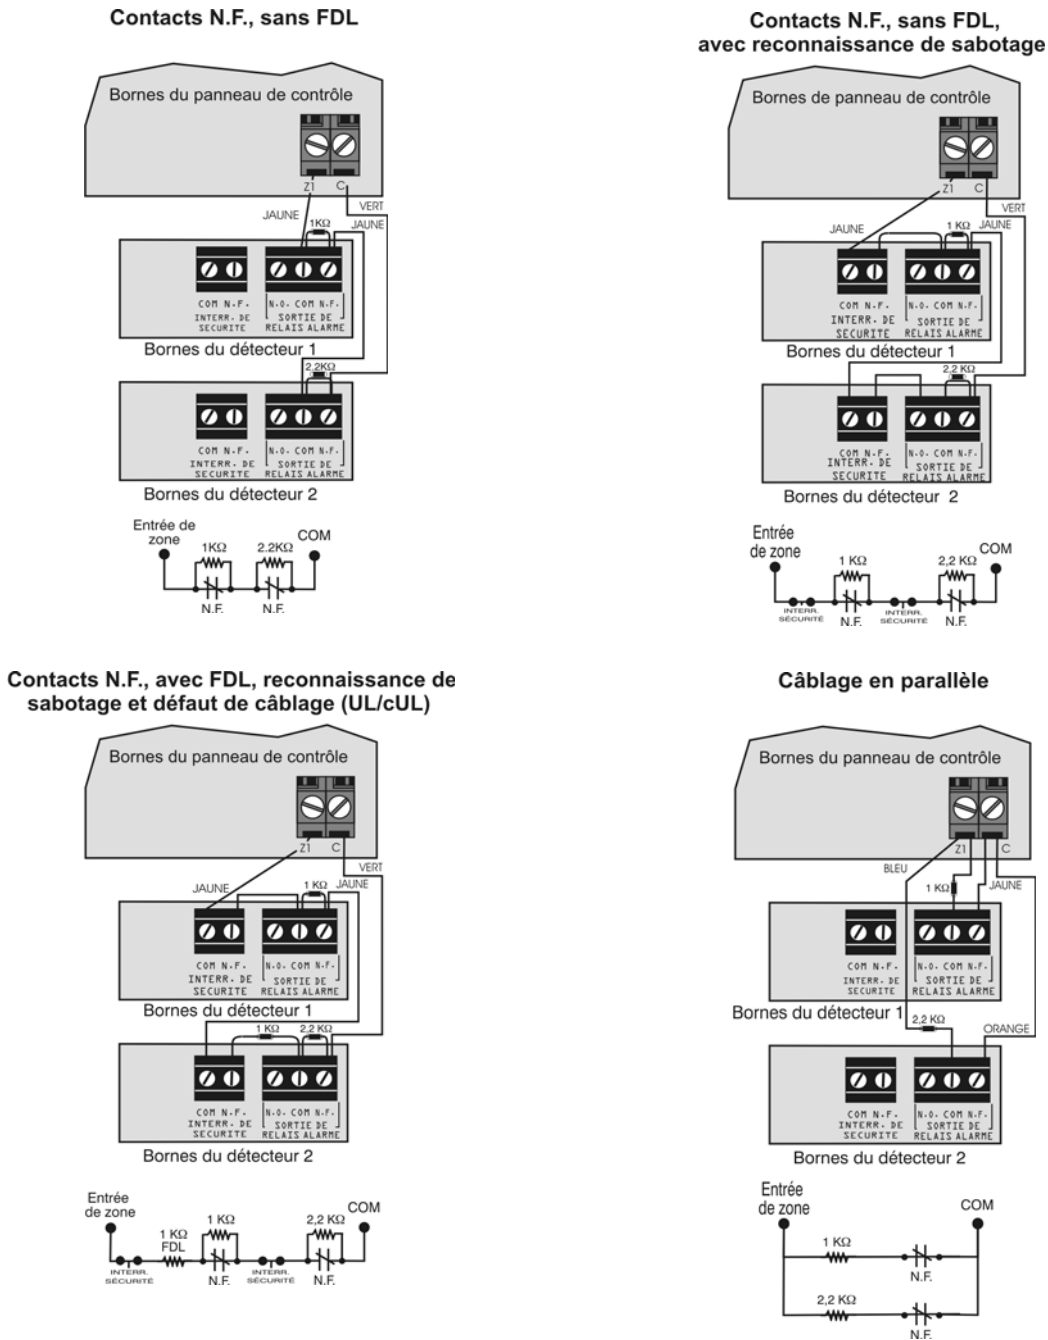 Contacts N.F., sans FDL
Bornes du panneau de contrôle
Z1 C
VERT
JAUNE
JAUNE
1KΩ
COM N.F.
INTERR. DE
SECURITE
N.O. COM N.F.
SORTIE DE
RELAIS ALARME
Bornes du détecteur 1
2.2KΩ
COM N.F.
INTERR. DE
SECURITE
N.O. COM N.F.
SORTIE DE
RELAIS ALARME
Bornes du détecteur 2
Entrée de
zone
COM
1KΩ
2.2KΩ
N.F.
N.F.
Contacts N.F., sans FDL,
avec reconnaissance de sabotage
Bornes de panneau de contrôle
Z1 C
VERT
JAUNE
JAUNE
1 KΩ
COM N.F.
INTERR. DE
SECURITE
N.O. COM N.F.
SORTIE DE
RELAIS ALARME
Bornes du détecteur 1
2,2 KΩ
COM N.F.
INTERR. DE
SECURITE
N.O. COM N.F.
SORTIE DE
RELAIS ALARME
Bornes du détecteur 2
Entrée
de zone
COM
1 KΩ
2,2 KΩ
INTERR.
SÉCURITÉ
N.F.
INTERR.
SÉCURITÉ
N.F.
Contacts N.F., avec FDL, reconnaissance de
sabotage et défaut de câblage (UL/cUL)
Bornes du panneau de contrôle
Z1 C
VERT
JAUNE
JAUNE
1 KΩ
COM N.F.
INTERR. DE
SECURITE
N.O. COM N.F.
SORTIE DE
RELAIS ALARME
Bornes du détecteur 1
1 KΩ
2,2 KΩ
COM N.F.
INTERR. DE
SECURITE
N.O. COM N.F.
SORTIE DE
RELAIS ALARME
Bornes du détecteur 2
Entrée
de zone
COM
1 KΩ
FDL
1 KΩ
2,2 KΩ
INTERR.
SÉCURITÉ
N.F.
INTERR.
SÉCURITÉ
N.F.
Câblage en parallèle
Bornes du panneau de contrôle
Z1 C
BLEU
1 KΩ
JAUNE
COM N.F.
INTERR. DE
SECURITE
N.O. COM N.F.
SORTIE DE
RELAIS ALARME
Bornes du détecteur 1
2,2 KΩ
ORANGE
COM N.F.
INTERR. DE
SECURITE
N.O. COM N.F.
SORTIE DE
RELAIS ALARME
Bornes du détecteur 2
Entrée
de zone
COM
1 KΩ
N.F.
2,2 KΩ
N.F.